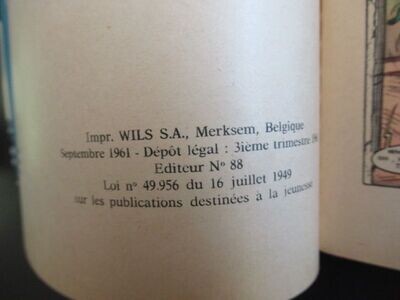 Impr. WILS S.A., Merksem, Belgique
Septembre 1961 - Dépôt légal : 3ième trimestre
Editeur N° 88
Loi n° 49.956 du 16 juillet 1949
sur les publications destinées à la jeunesse